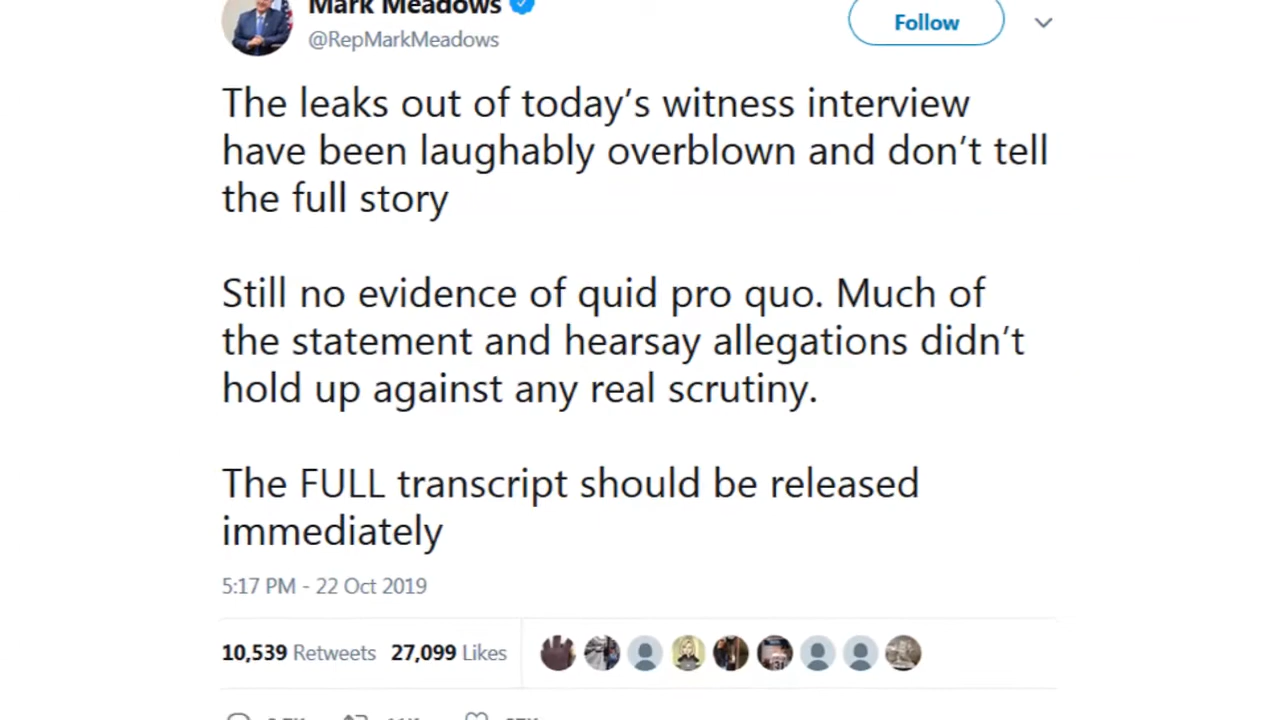 Mark Meadows
@RepMarkMeadows
Follow
The leaks out of today's witness interview
have been laughably overblown and don't tell
the full story
Still no evidence of quid pro quo. Much of
the statement and hearsay allegations didn't
hold up against any real scrutiny.
The FULL transcript should be released
immediately
5:17 PM - 22 Oct 2019
10,539 Retweets 27,099 Likes